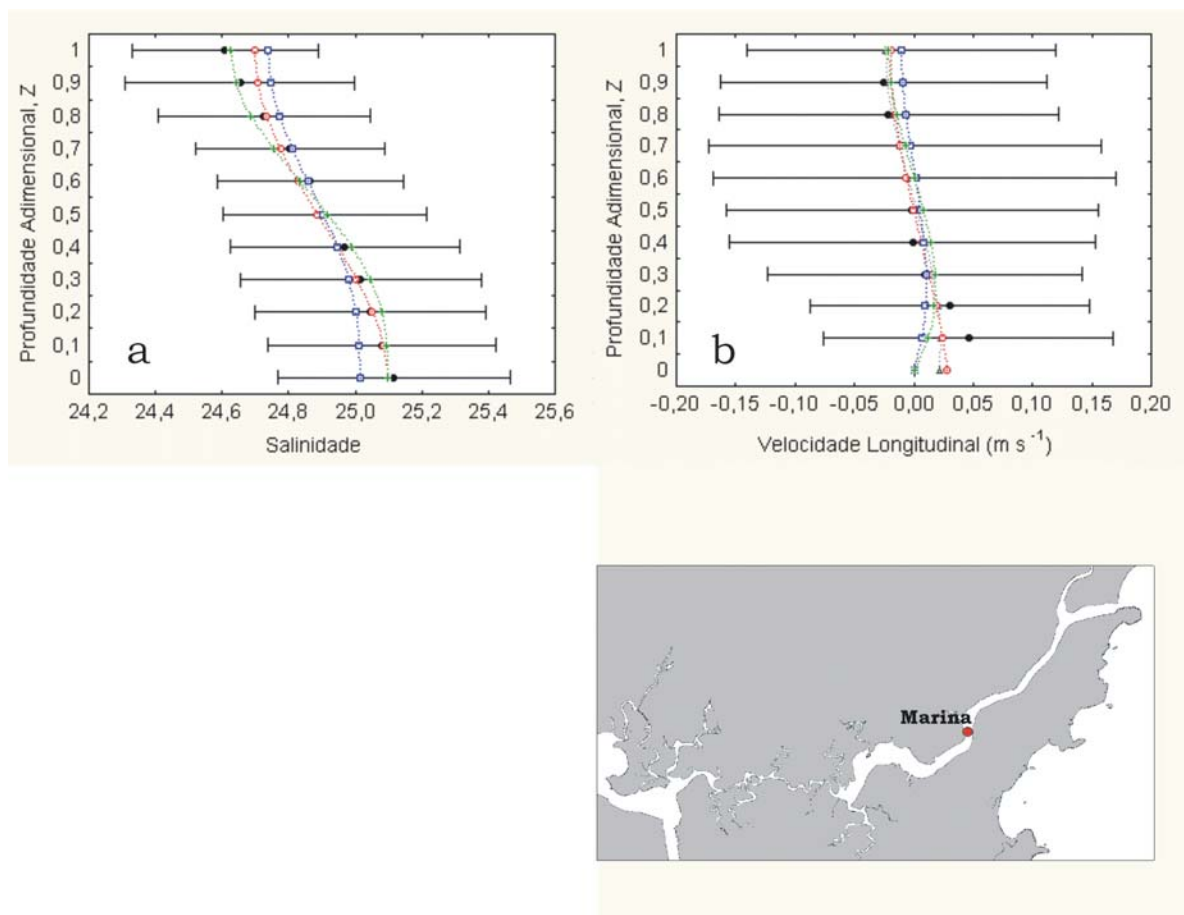 Profundidade Adimensional, Z
1
0,9
0,8
0,7
0,6
0,5
0,4
0,3
0,2
0,1
0
a
24,2 24,4 24,6 24,8 25,0 25,2 25,4 25,6
Salinidade
Profundidade Adimensional, Z
1
0,9
0,8
0,7
0,6
0,5
0,4
0,3
0,2
0,1
0
b
-0,20 -0,15 -0,10 -0,05 0,00 0,05 0,10 0,15 0,20
Velocidade Longitudinal (m s -1)
Marina